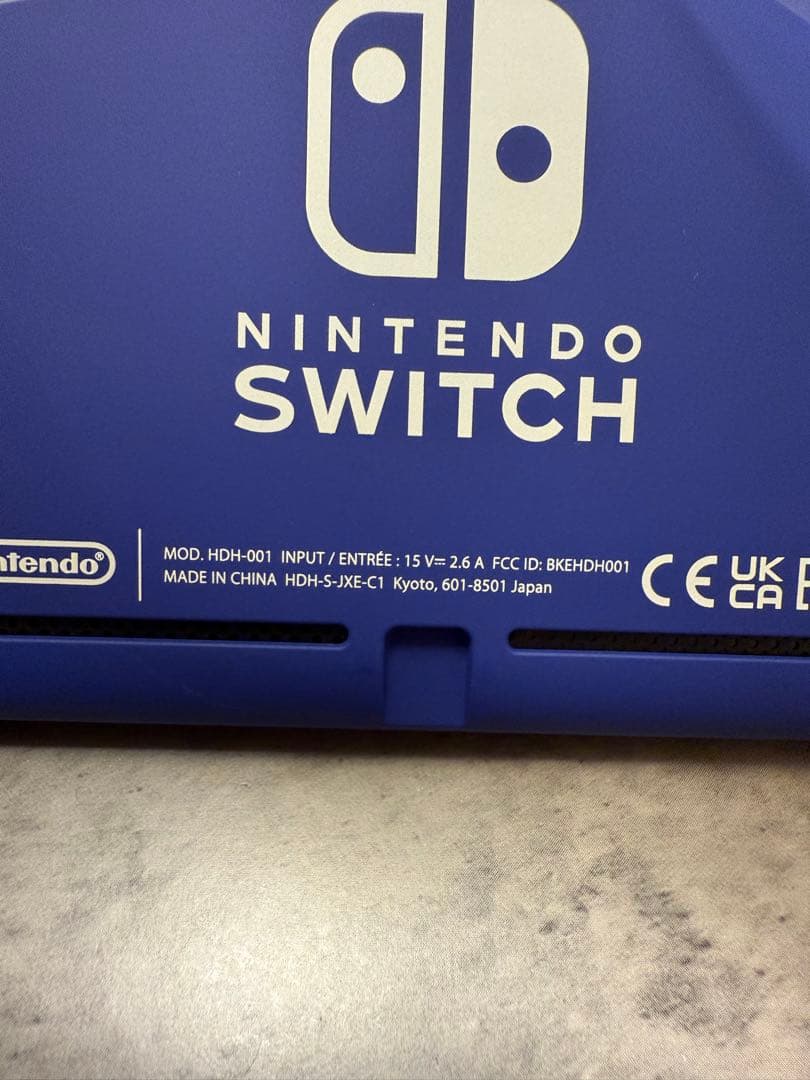 NINTENDO
SWITCH
ntendo®
MOD. HDH-001 INPUT / ENTRÉE : 15 V⎓ 2.6 A FCC ID: BKEHDH001
MADE IN CHINA HDH-S-JXE-C1 Kyoto, 601-8501 Japan
CE UK
CA